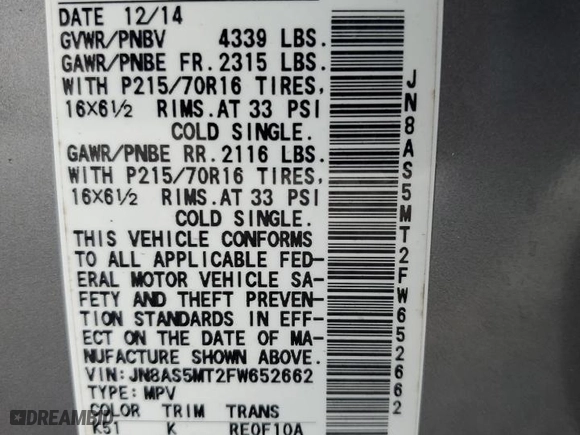 DATE 12/14
GVWR/PNBV 4339 LBS.
GAWR/PNBE FR. 2315 LBS.
WITH P215/70R16 TIRES,
16X6½ RIMS. AT 33 PSI
COLD SINGLE.
GAWR/PNBE RR. 2116 LBS.
WITH P215/70R16 TIRES,
16X6½ RIMS. AT 33 PSI
COLD SINGLE.
THIS VEHICLE CONFORMS
TO ALL APPLICABLE FED-
ERAL MOTOR VEHICLE SA-
FETY AND THEFT PREVEN-
TION STANDARDS IN EFF-
ECT ON THE DATE OF MA-
NUFACTURE SHOWN ABOVE.
VIN: JN8AS5MT2FW652662
TYPE: MPV
COLOR TRIM TRANS
K51 K RE0F10A
JN8AS5MT2FW652662
DREAMBID